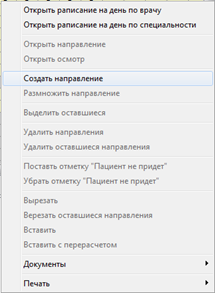 Открыть раписание на день по врачу
Открыть раписание на день по специальности
Открыть направление
Открыть осмотр
Создать направление
Размножить направление
Выделить оставшиеся
Удалить направления
Удалить оставшиеся направления
Поставть отметку "Пациент не придет"
Убрать отметку "Пациент не придет"
Вырезать
Верезать оставшиеся направления
Вставить
Вставить с перерасчетом
Документы
Печать